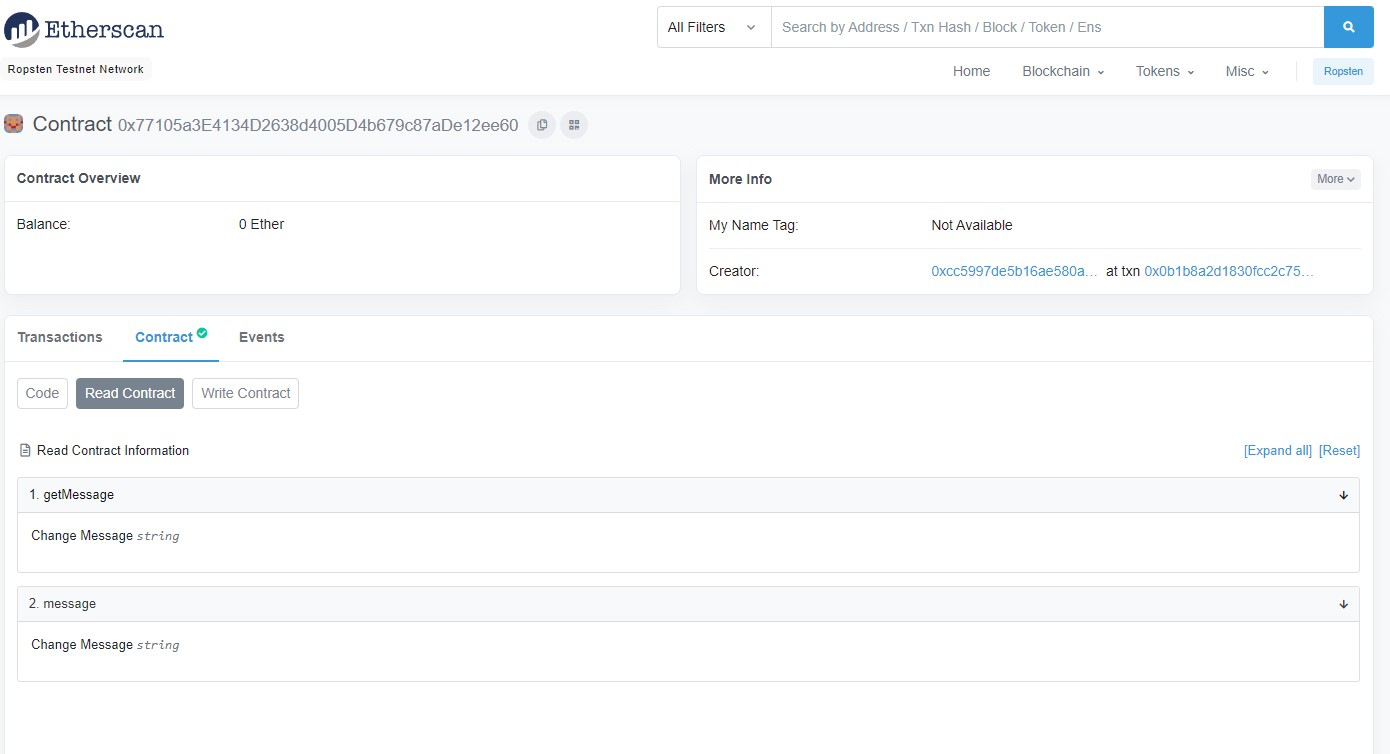 Etherscan
All Filters
Search by Address / Txn Hash / Block / Token / Ens
Ropsten Testnet Network
Home Blockchain Tokens Misc Ropsten
Contract 0x77105a3E4134D2638d4005D4b679c87aDe12ee60
Contract Overview
Balance: 0 Ether
More Info
More
My Name Tag: Not Available
Creator: 0xcc5997de5b16ae580a... at txn 0x0b1b8a2d1830fcc2c75...
Transactions Contract Events
Code Read Contract Write Contract
Read Contract Information [Expand all] [Reset]
1. getMessage
Change Message string
2. message
Change Message string